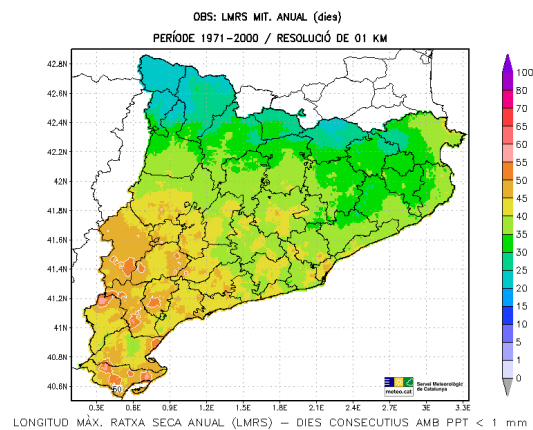 OBS: LMRS MIT. ANUAL (dies)
PERÍODE 1971-2000 / RESOLUCIÓ DE 01 KM
42.8N
42.6N
42.4N
42.2N
42N
41.8N
41.6N
41.4N
41.2N
41N
40.8N
40.6N
0.3E 0.6E 0.9E 1.2E 1.5E 1.8E 2.1E 2.4E 2.7E 3E 3.3E
50
100
80
70
65
60
55
50
45
40
35
30
25
20
15
10
5
1
0
meteo.cat
Servei Meteorològic
de Catalunya
LONGITUD MÀX. RATXA SECA ANUAL (LMRS) — DIES CONSECUTIUS AMB PPT < 1 mm